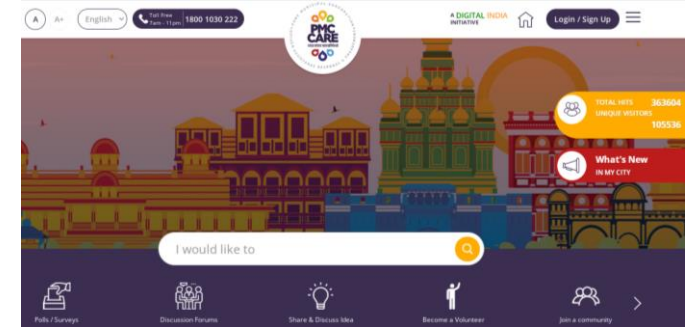 A
A+
English
Toll Free
7am - 11pm
1800 1030 222
PMC
CARE
A DIGITAL INDIA
INITIATIVE
Login / Sign Up
TOTAL HITS 363604
UNIQUE VISITORS
105536
What's New
IN MY CITY
I would like to
Polls / Surveys
Discussion Forums
Share & Discuss Idea
Become a Volunteer
Join a community